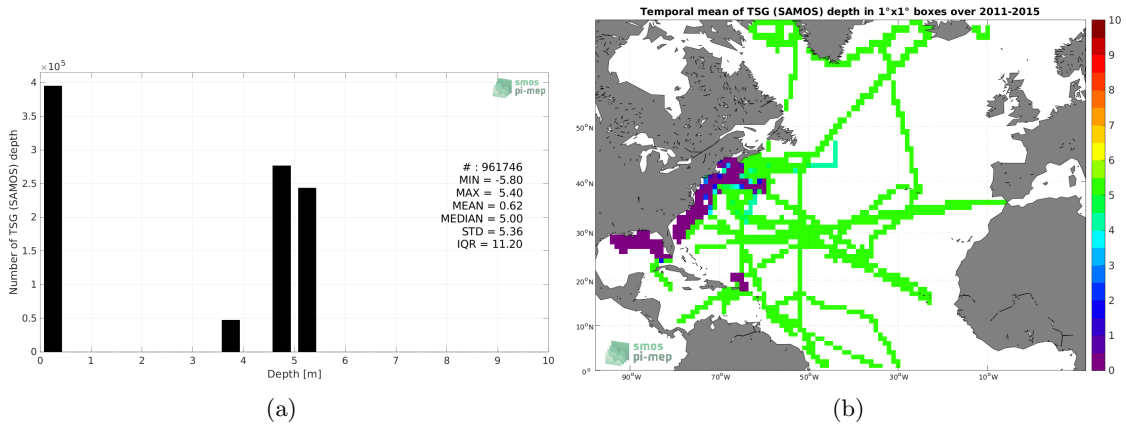 ×10⁵
4
3.5
3
2.5
2
1.5
1
0.5
0
0 1 2 3 4 5 6 7 8 9 10
Number of TSG (SAMOS) depth
Depth [m]
smos
pi-mep
# : 961746
MIN = -5.80
MAX = 5.40
MEAN = 0.62
MEDIAN = 5.00
STD = 5.36
IQR = 11.20
(a)
Temporal mean of TSG (SAMOS) depth in 1°x1° boxes over 2011-2015
50°N
40°N
30°N
20°N
10°N
0°
90°W 70°W 50°W 30°W 10°W
smos
pi-mep
10
9
8
7
6
5
4
3
2
1
0
(b)